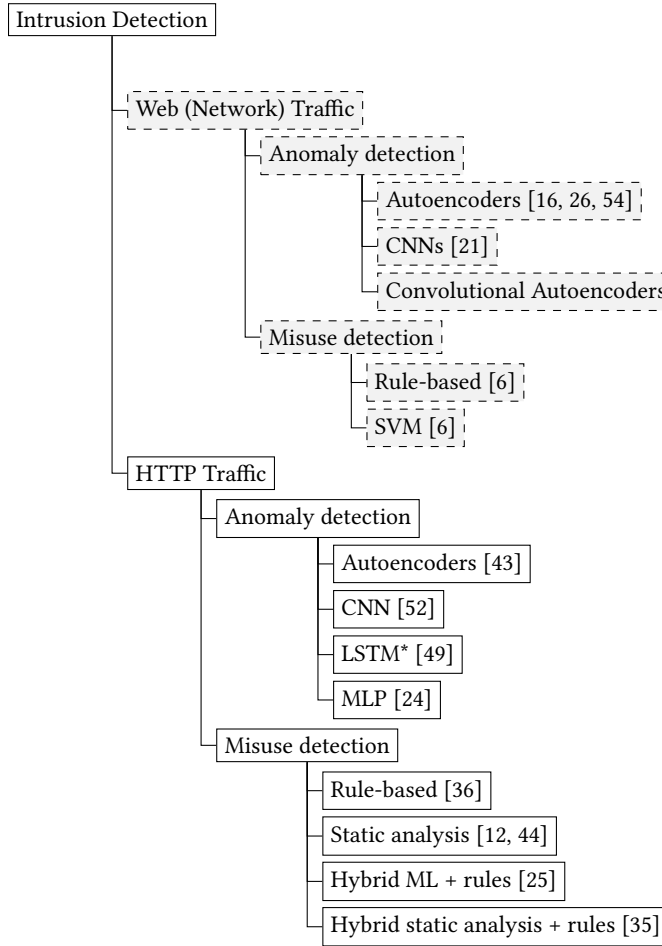 Intrusion Detection
Web (Network) Traffic
Anomaly detection
Autoencoders [16, 26, 54]
CNNs [21]
Convolutional Autoencoders
Misuse detection
Rule-based [6]
SVM [6]
HTTP Traffic
Anomaly detection
Autoencoders [43]
CNN [52]
LSTM* [49]
MLP [24]
Misuse detection
Rule-based [36]
Static analysis [12, 44]
Hybrid ML + rules [25]
Hybrid static analysis + rules [35]